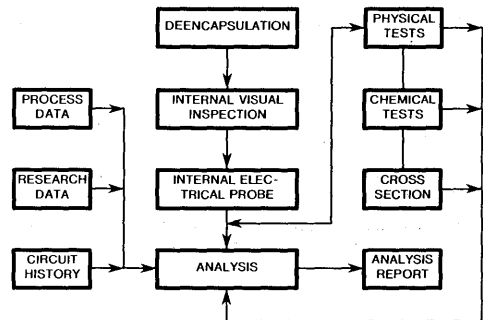 DEENCAPSULATION
PHYSICAL
TESTS
PROCESS
DATA
INTERNAL VISUAL
INSPECTION
CHEMICAL
TESTS
RESEARCH
DATA
INTERNAL ELEC-
TRICAL PROBE
CROSS
SECTION
CIRCUIT
HISTORY
ANALYSIS
ANALYSIS
REPORT